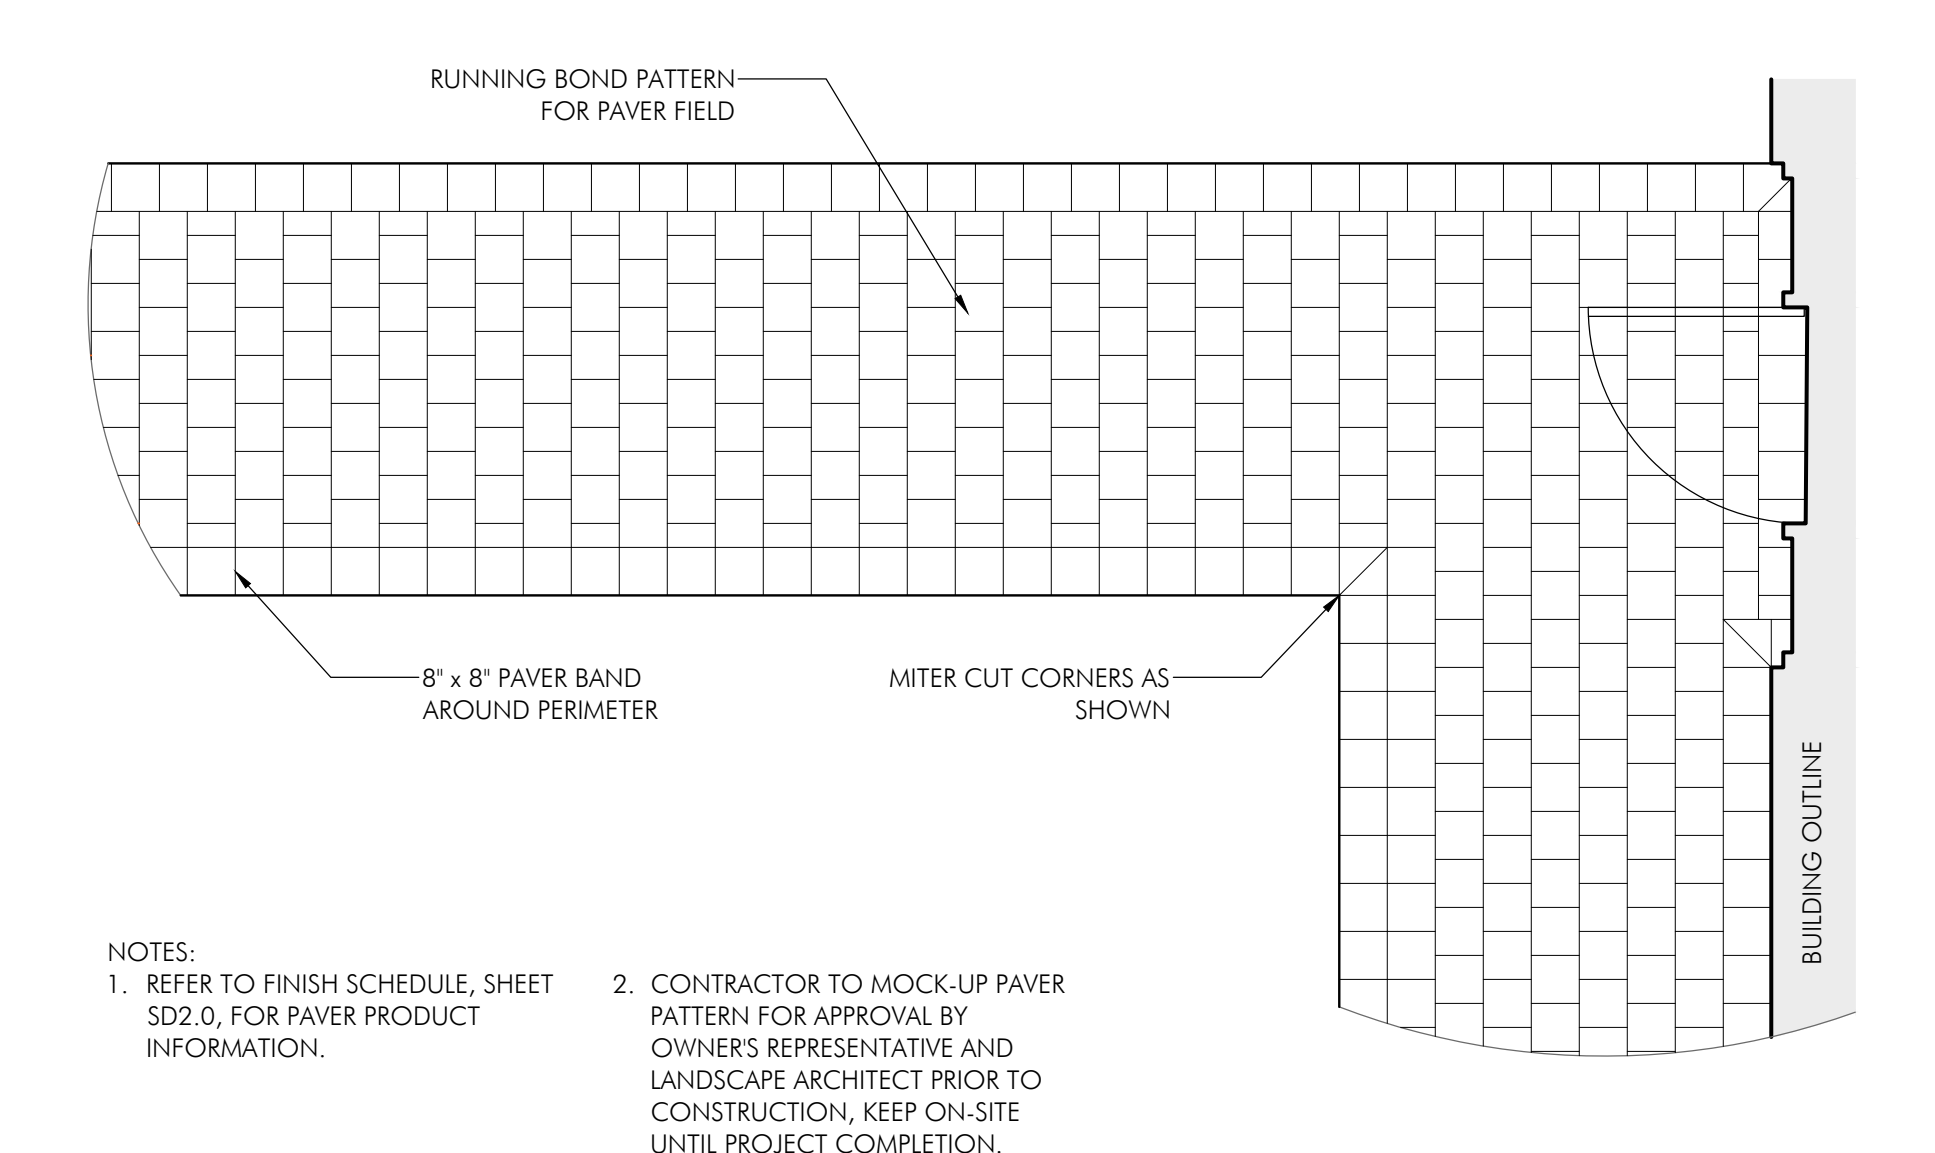 RUNNING BOND PATTERN
FOR PAVER FIELD
8" x 8" PAVER BAND
AROUND PERIMETER
MITER CUT CORNERS AS
SHOWN
BUILDING OUTLINE
NOTES:
1. REFER TO FINISH SCHEDULE, SHEET
SD2.0, FOR PAVER PRODUCT
INFORMATION.
2. CONTRACTOR TO MOCK-UP PAVER
PATTERN FOR APPROVAL BY
OWNER'S REPRESENTATIVE AND
LANDSCAPE ARCHITECT PRIOR TO
CONSTRUCTION, KEEP ON-SITE
UNTIL PROJECT COMPLETION.